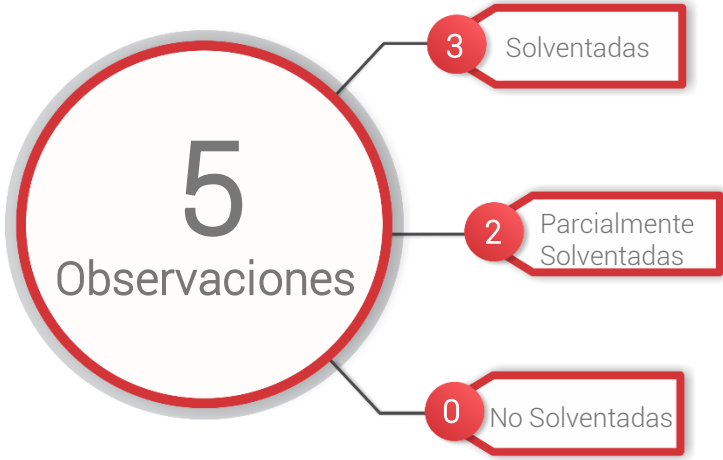 5
Observaciones
3
Solventadas
2
Parcialmente
Solventadas
0
No Solventadas